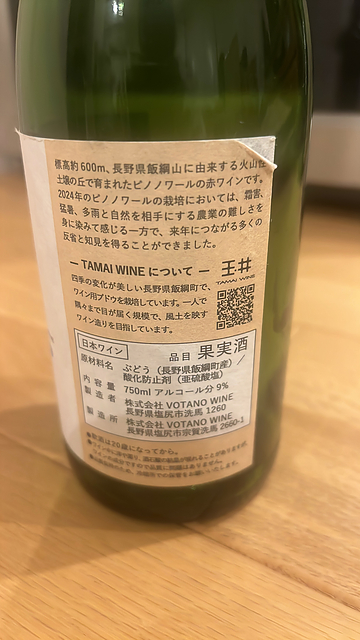 標高約600m、長野県飯綱山に由来する火山性
土壌の丘で育まれたピノノワールの赤ワインです。
2024年のピノノワールの栽培においては、霜害、
猛暑、多雨と自然を相手にする農業の難しさを
身に染みて感じる一方で、来年につながる多くの
反省と知見を得ることができました。
― TAMAI WINE について ―
玉井
TAMAI WINE
四季の変化が美しい長野県飯綱町で、
ワイン用ブドウを栽培しています。一人で
隅々まで目が届く規模で、風土を映す
ワイン造りを目指しています。
日本ワイン
品目 果実酒
原材料名 ぶどう（長野県飯綱町産）／
酸化防止剤（亜硫酸塩）
内容量 750ml アルコール分 9%
製造者 株式会社 VOTANO WINE
長野県塩尻市洗馬 1260
製造所 株式会社 VOTANO WINE
長野県塩尻市宗賀洗馬 2660-1
●飲酒は20歳になってから。